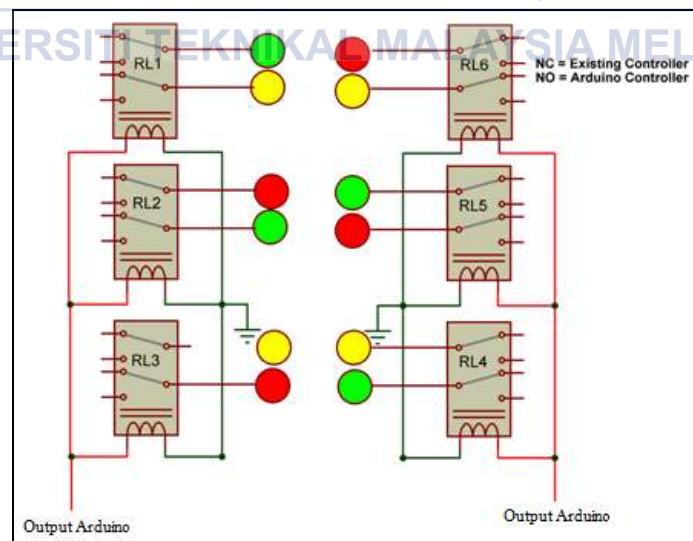 ERSITI TEKNIKAL MALAYSIA MEL
RL1
RL6
NC = Existing Controller
NO = Arduino Controller
RL2
RL5
RL3
RL4
Output Arduino
Output Arduino